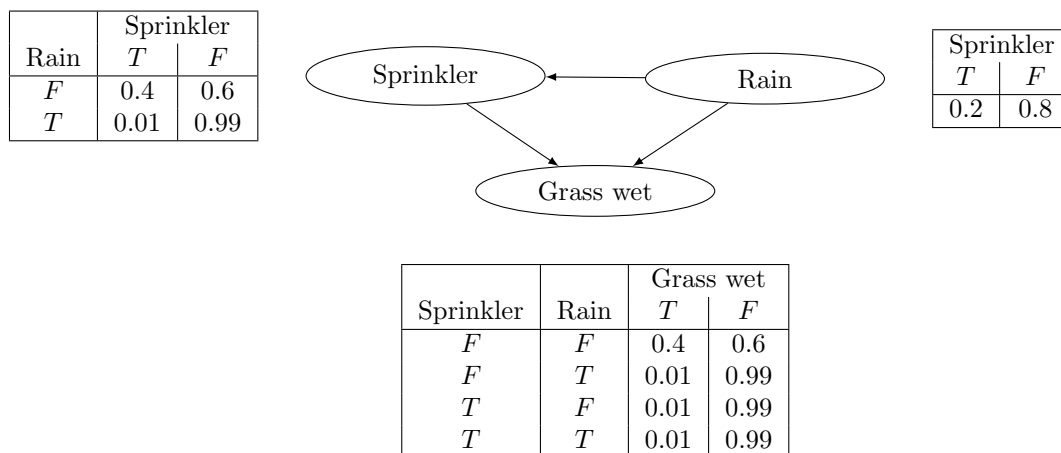 Sprinkler
Rain T F
F 0.4 0.6
T 0.01 0.99
Sprinkler
Rain
Grass wet
Sprinkler
T F
0.2 0.8
Grass wet
Sprinkler Rain T F
F F 0.4 0.6
F T 0.01 0.99
T F 0.01 0.99
T T 0.01 0.99